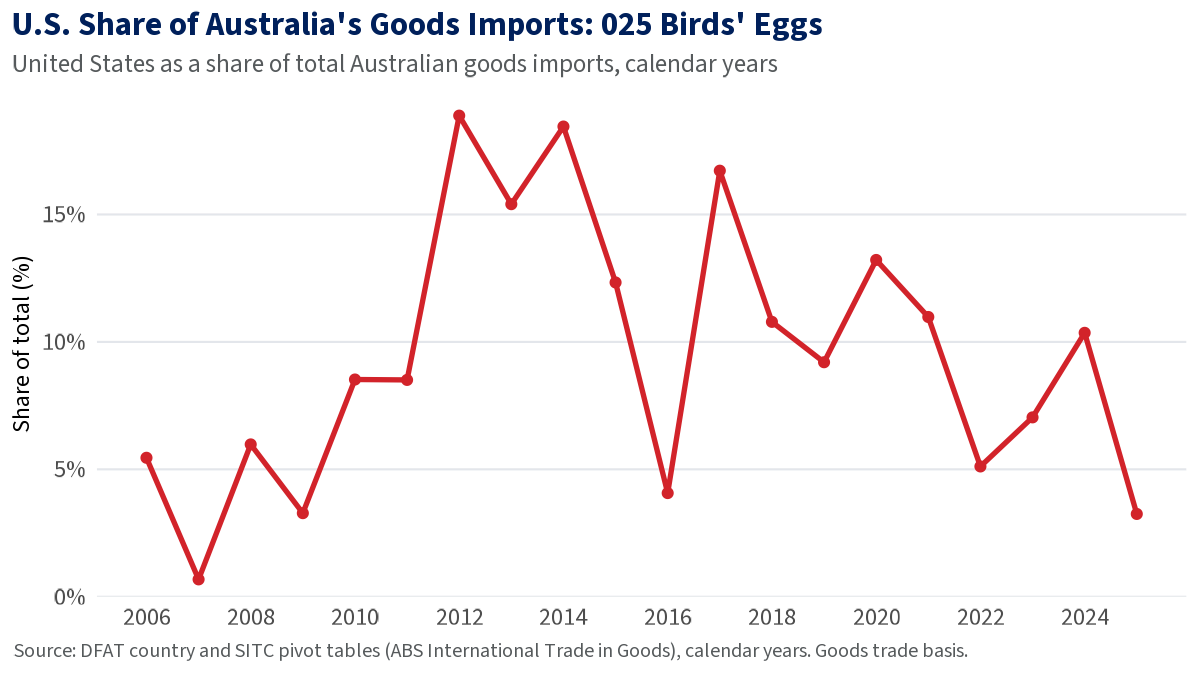 U.S. Share of Australia's Goods Imports: 025 Birds' Eggs
United States as a share of total Australian goods imports, calendar years
Share of total (%)
15%
10%
5%
0%
2006 2008 2010 2012 2014 2016 2018 2020 2022 2024
Source: DFAT country and SITC pivot tables (ABS International Trade in Goods), calendar years. Goods trade basis.